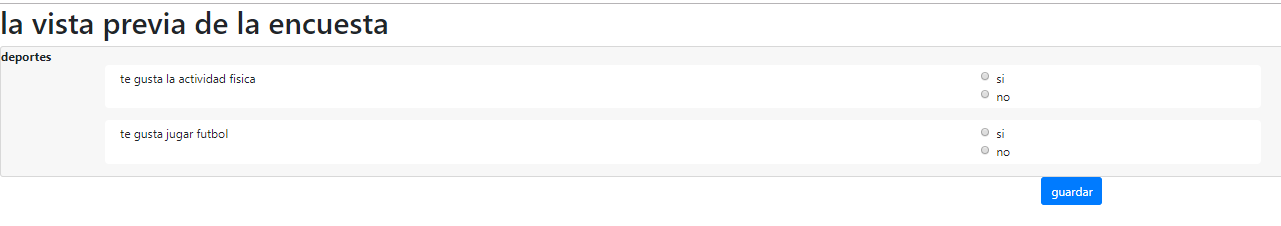 la vista previa de la encuesta
deportes
te gusta la actividad fisica
si
no
te gusta jugar futbol
si
no
guardar